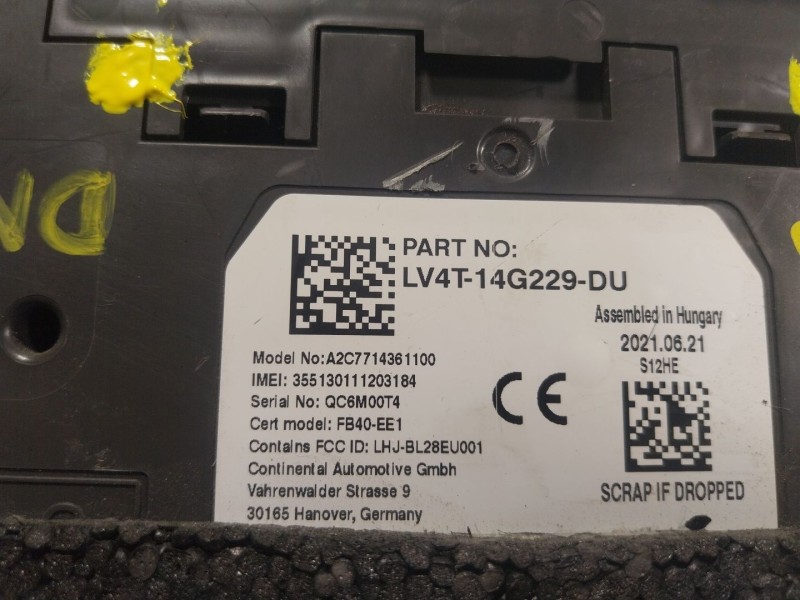 PART NO:
LV4T-14G229-DU
Assembled in Hungary
2021.06.21
S12HE
Model No:A2C7714361100
IMEI: 355130111203184
Serial No: QC6M00T4
Cert model: FB40-EE1
Contains FCC ID: LHJ-BL28EU001
Continental Automotive Gmbh
Vahrenwalder Strasse 9
30165 Hanover, Germany
CE
SCRAP IF DROPPED